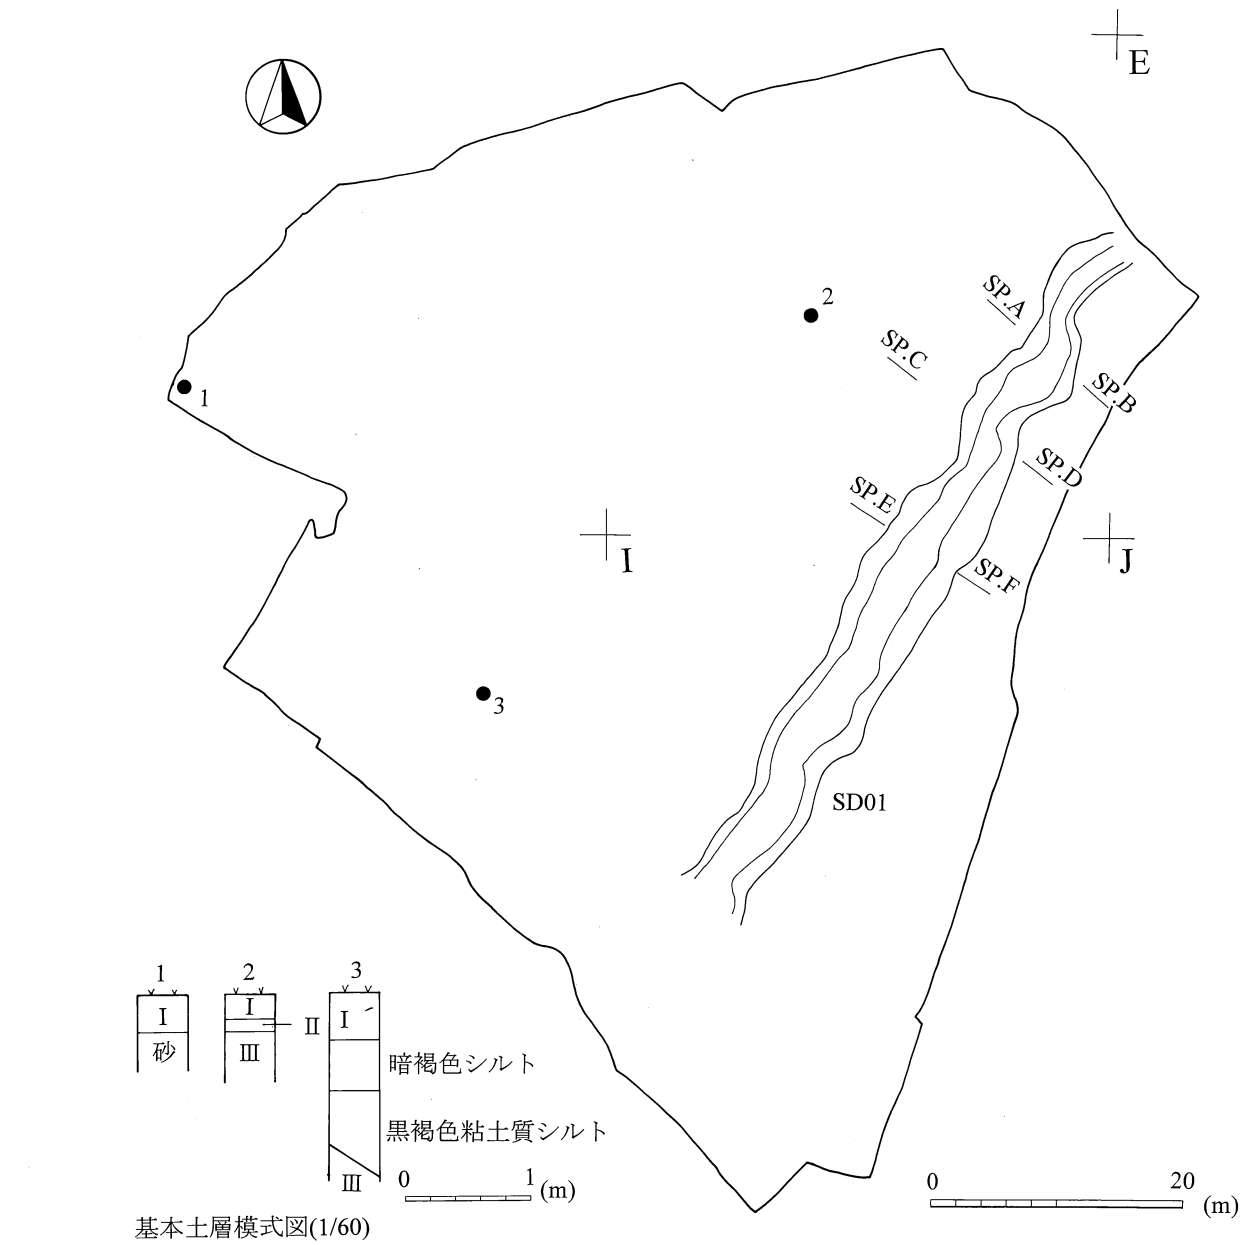 E
2
SP.A
SP.C
1
SP.B
SP.D
SP.E
I
J
SP.F
3
SD01
1
2
3
I
I
II
I
砂
III
暗褐色シルト
黒褐色粘土質シルト
III
0 1 (m)
0 20 (m)
基本土層模式図(1/60)